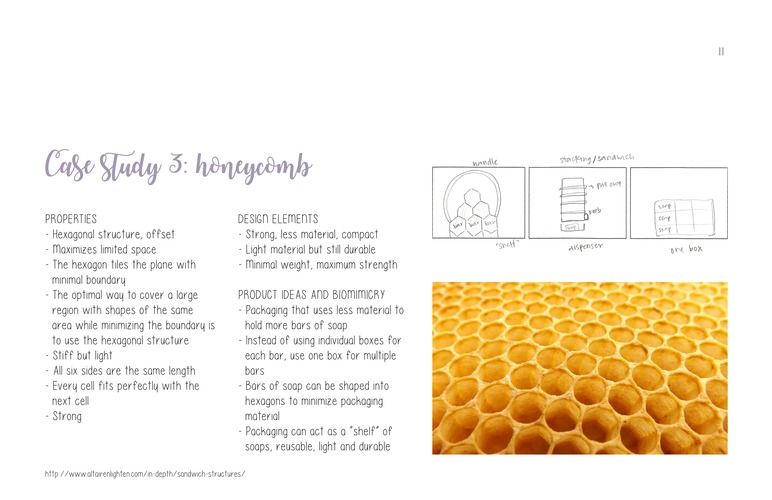 11
Case study 3: honeycomb
PROPERTIES
- Hexagonal structure, offset
- Maximizes limited space
- The hexagon tiles the plane with
minimal boundary
- The optimal way to cover a large
region with shapes of the same
area while minimizing the boundary is
to use the hexagonal structure
- Stiff but light
- All six sides are the same length
- Every cell fits perfectly with the
next cell
- Strong
DESIGN ELEMENTS
- Strong, less material, compact
- Light material but still durable
- Minimal weight, maximum strength
PRODUCT IDEAS AND BIOMIMICRY
- Packaging that uses less material to
hold more bars of soap
- Instead of using individual boxes for
each bar, use one box for multiple
bars
- Bars of soap can be shaped into
hexagons to minimize packaging
material
- Packaging can act as a "shelf" of
soaps, reusable, light and durable
handle
bar bar bar
"shelf"
stacking/sandwich
pull away
soap
dispenser
soap
soap
soap
one box
http://www.altairenlighten.com/in-depth/sandwich-structures/